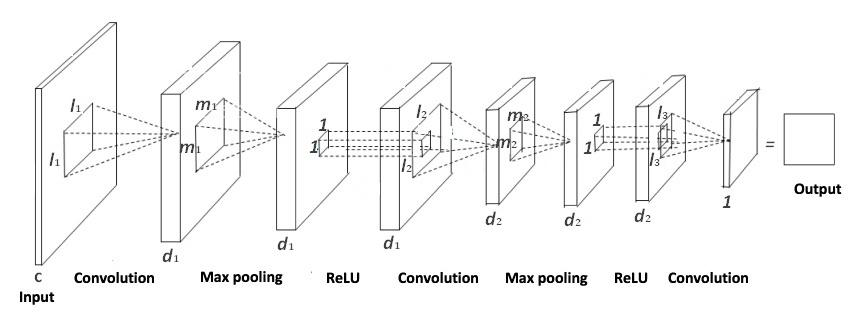 l1
l1
m1
m1
1
1
l2
l2
m2
m2
1
1
l3
l3
=
c
d1
d1
d1
d2
d2
d2
1
Output
Convolution Max pooling ReLU Convolution Max pooling ReLU Convolution
Input